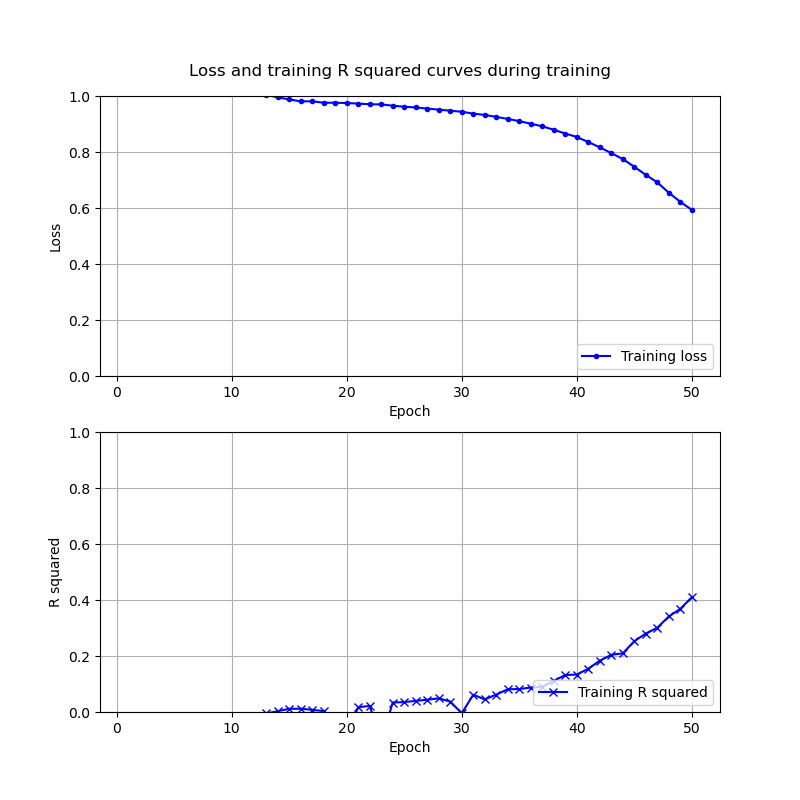 Loss and training R squared curves during training
1.0
0.8
0.6
0.4
0.2
0.0
Loss
Training loss
0 10 20 30 40 50
Epoch
1.0
0.8
0.6
0.4
0.2
0.0
R squared
Training R squared
0 10 20 30 40 50
Epoch